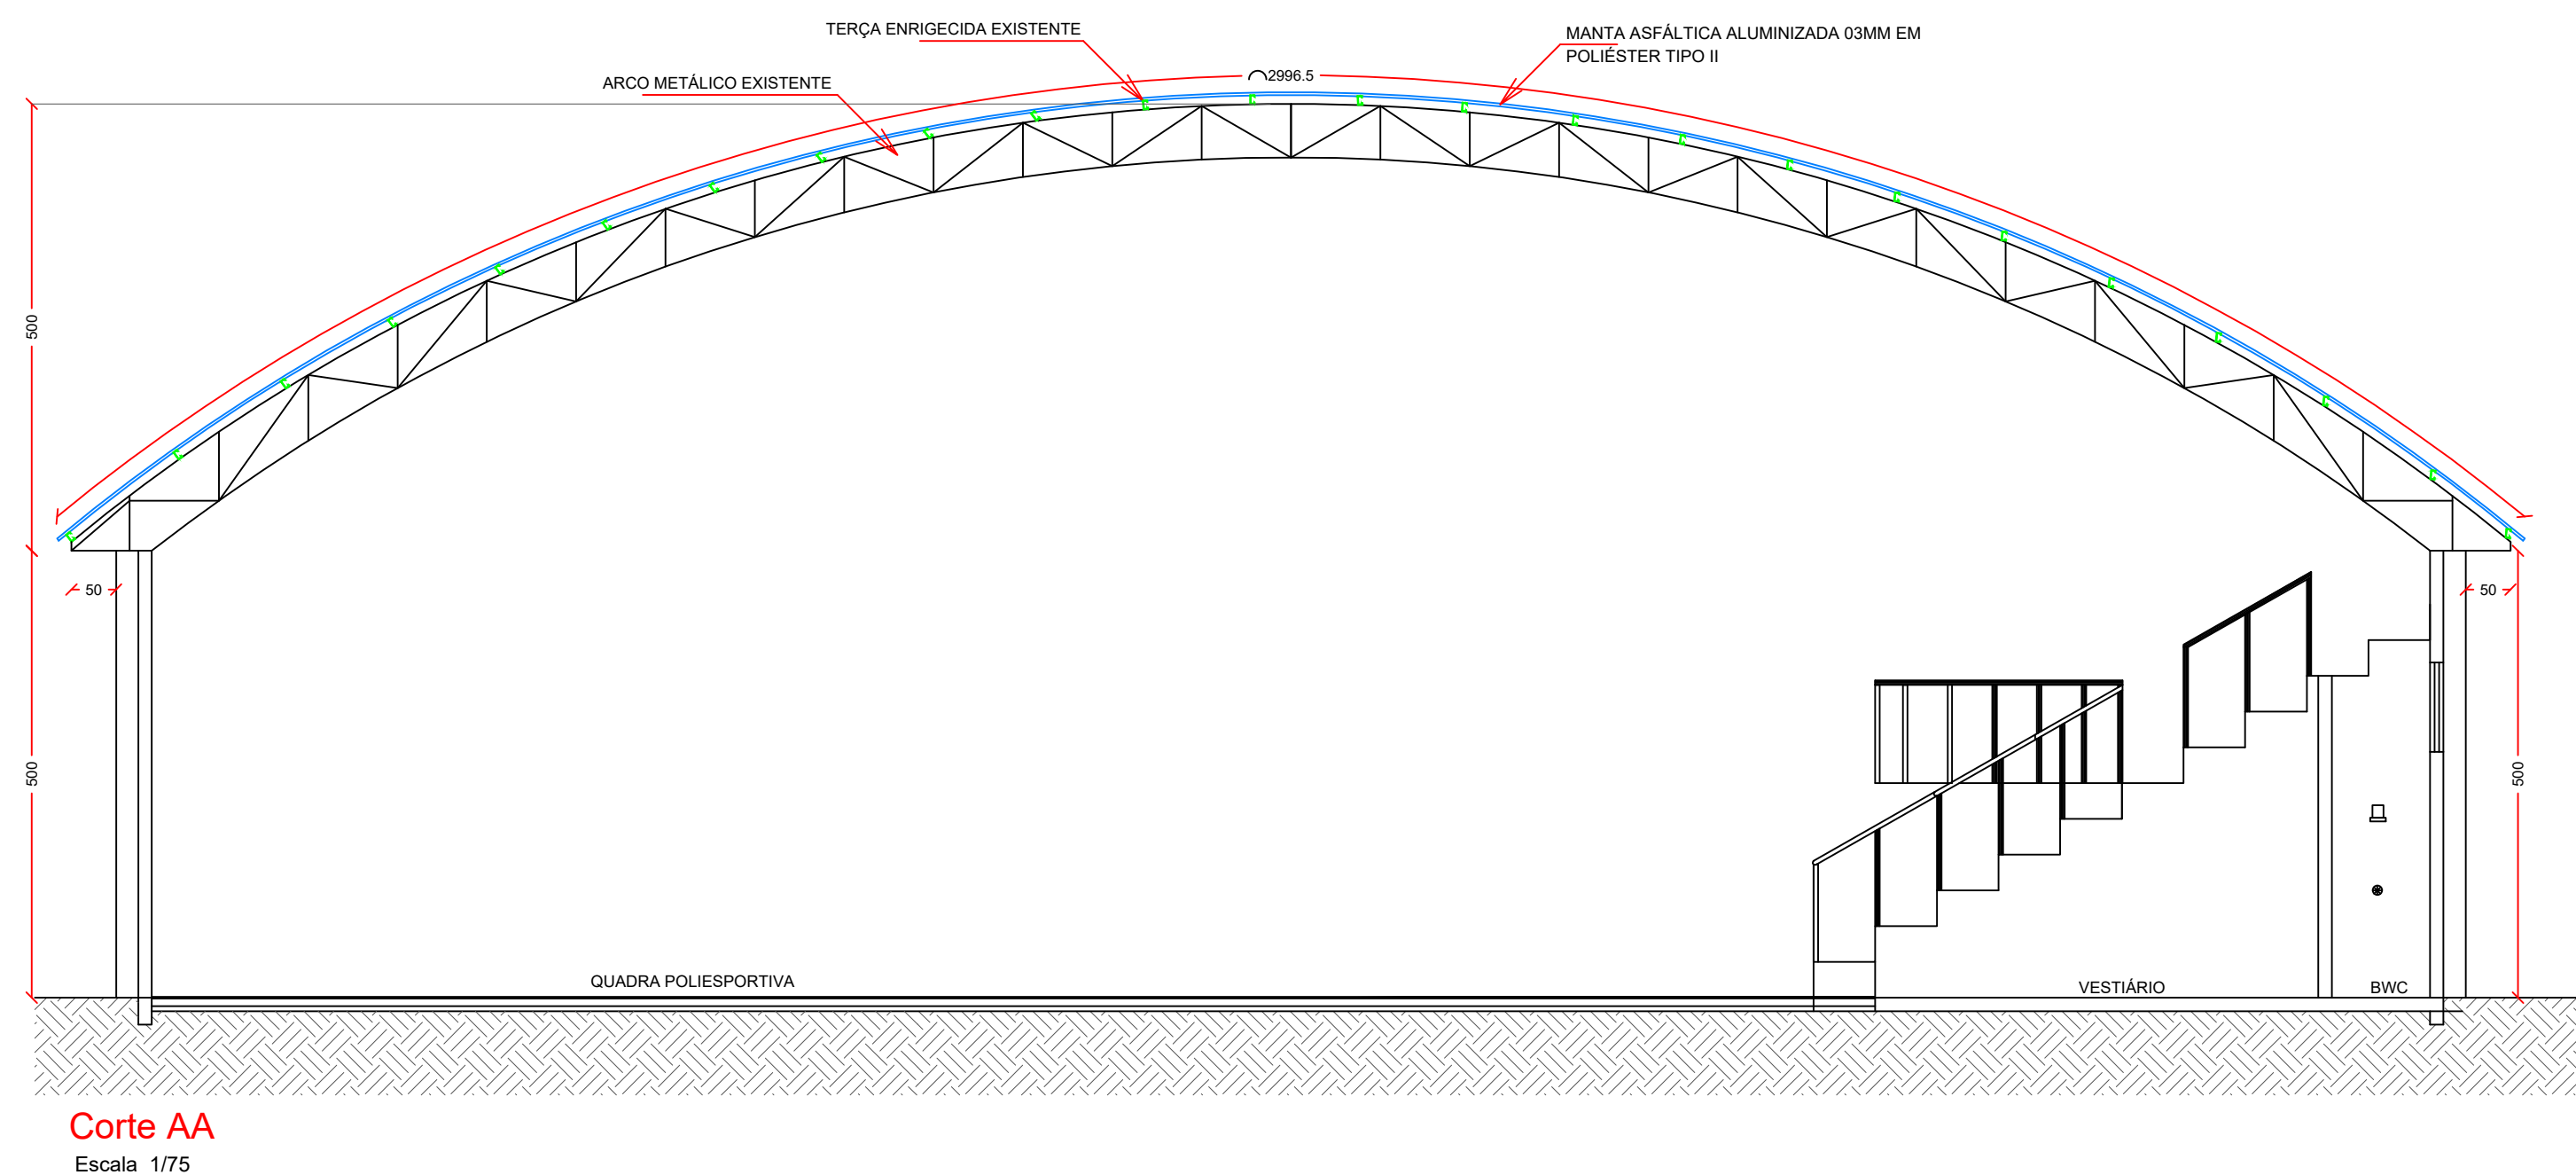 TERÇA ENRIGECIDA EXISTENTE
MANTA ASFÁLTICA ALUMINIZADA 03MM EM
POLIÉSTER TIPO II
ARCO METÁLICO EXISTENTE
2996.5
500
50
50
500
500
QUADRA POLIESPORTIVA
VESTIÁRIO
BWC
Corte AA
Escala 1/75